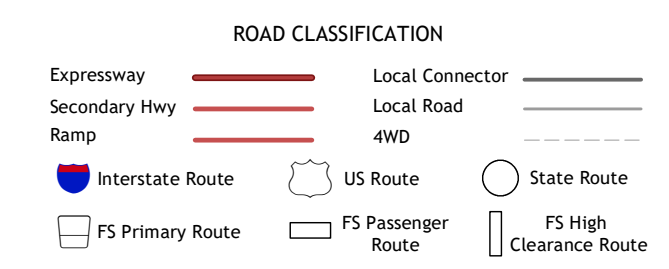 ROAD CLASSIFICATION
Expressway
Local Connector
Secondary Hwy
Local Road
Ramp
4WD
Interstate Route
US Route
State Route
FS Primary Route
FS Passenger
Route
FS High
Clearance Route